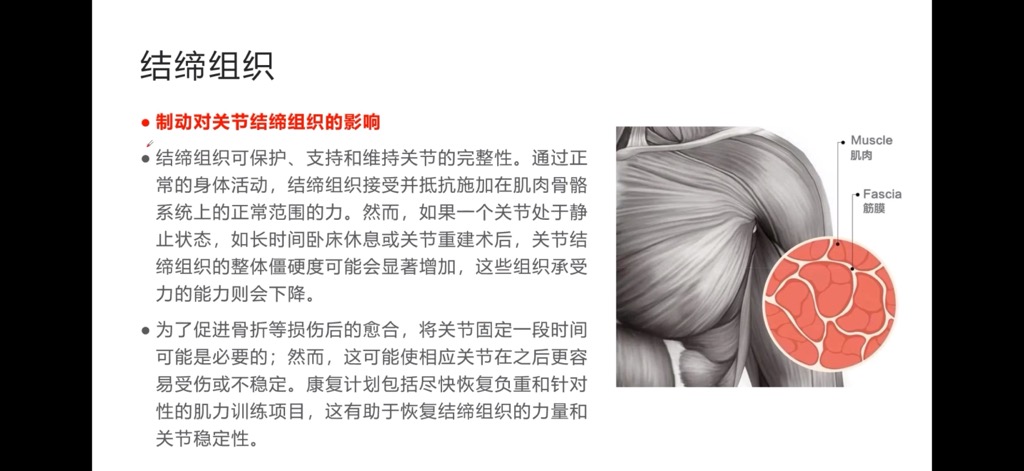 结缔组织
• 制动对关节结缔组织的影响
• 结缔组织可保护、支持和维持关节的完整性。通过正
常的身体活动，结缔组织接受并抵抗施加在肌肉骨骼
系统上的正常范围的力。然而，如果一个关节处于静
止状态，如长时间卧床休息或关节重建术后，关节结
缔组织的整体僵硬度可能会显著增加，这些组织承受
力的能力则会下降。
• 为了促进骨折等损伤后的愈合，将关节固定一段时间
可能是必要的；然而，这可能使相应关节在之后更容
易受伤或不稳定。康复计划包括尽快恢复负重和针对
性的肌力训练项目，这有助于恢复结缔组织的力量和
关节稳定性。
Muscle
肌肉
Fascia
筋膜